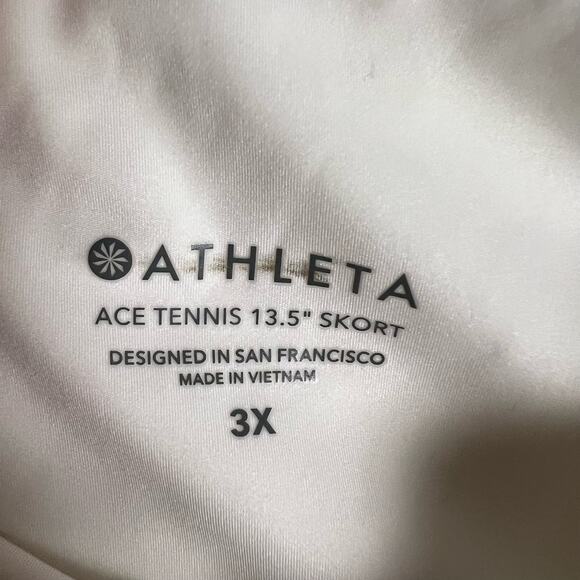 ATHLETA
ACE TENNIS 13.5" SKORT
DESIGNED IN SAN FRANCISCO
MADE IN VIETNAM
3X